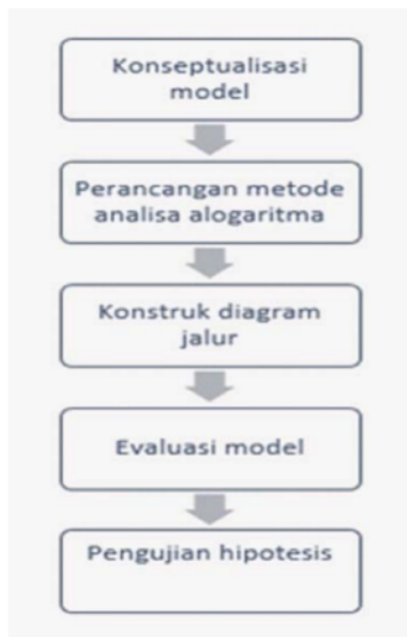 Konseptualisasi
model
Perancangan metode
analisa alogaritma
Konstruk diagram
jalur
Evaluasi model
Pengujian hipotesis